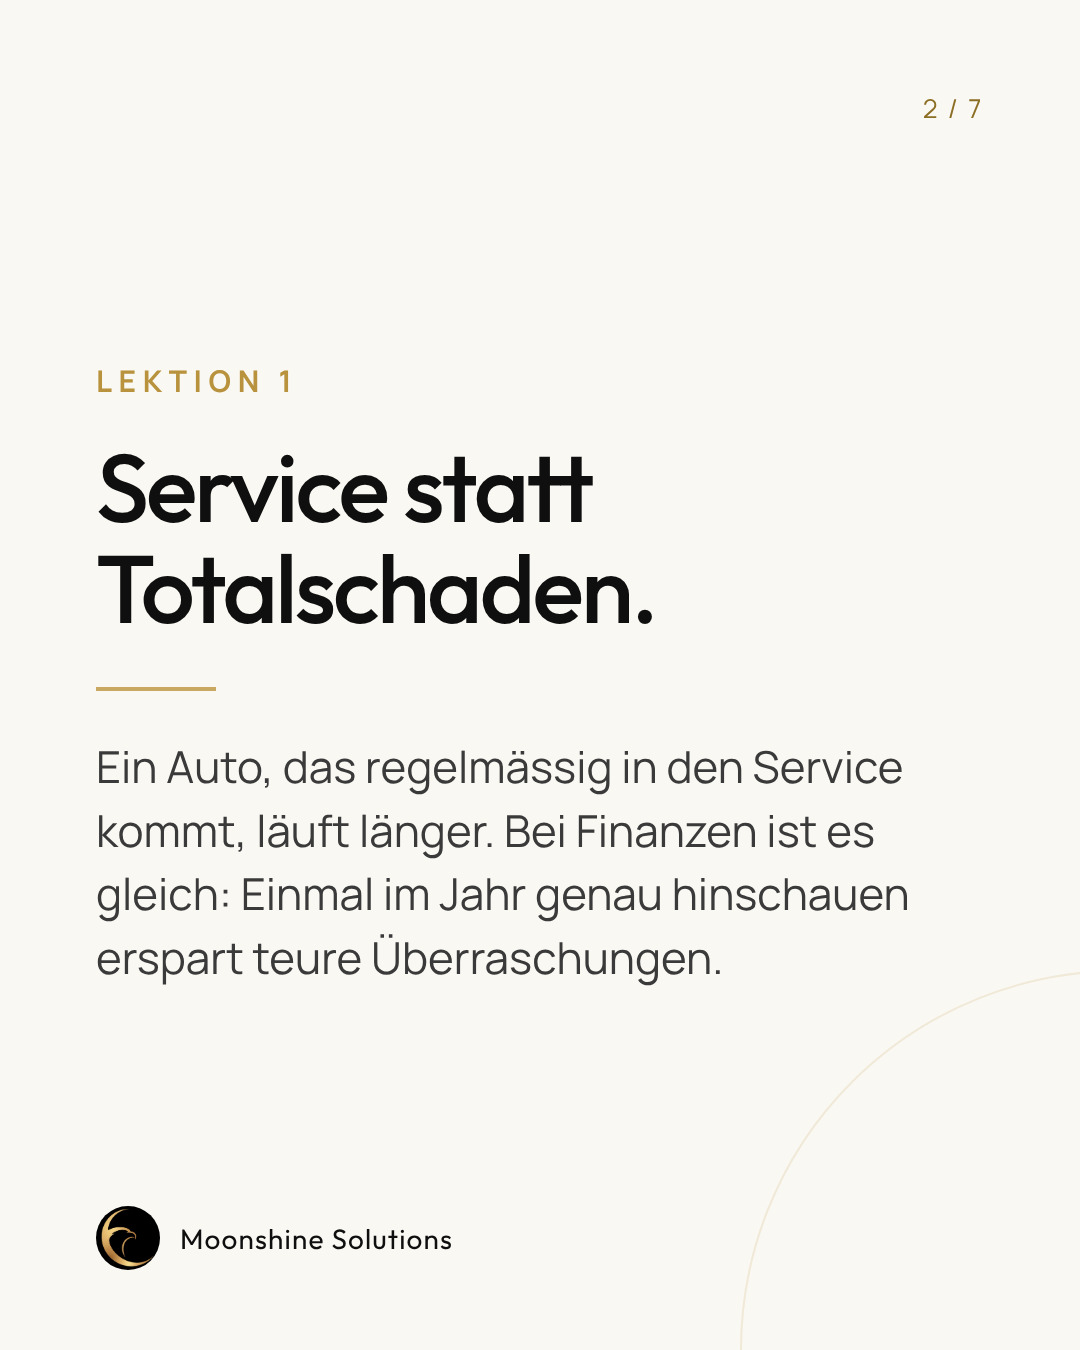 2 / 7
LEKTION 1
Service statt
Totalschaden.
Ein Auto, das regelmässig in den Service
kommt, läuft länger. Bei Finanzen ist es
gleich: Einmal im Jahr genau hinschauen
erspart teure Überraschungen.
Moonshine Solutions